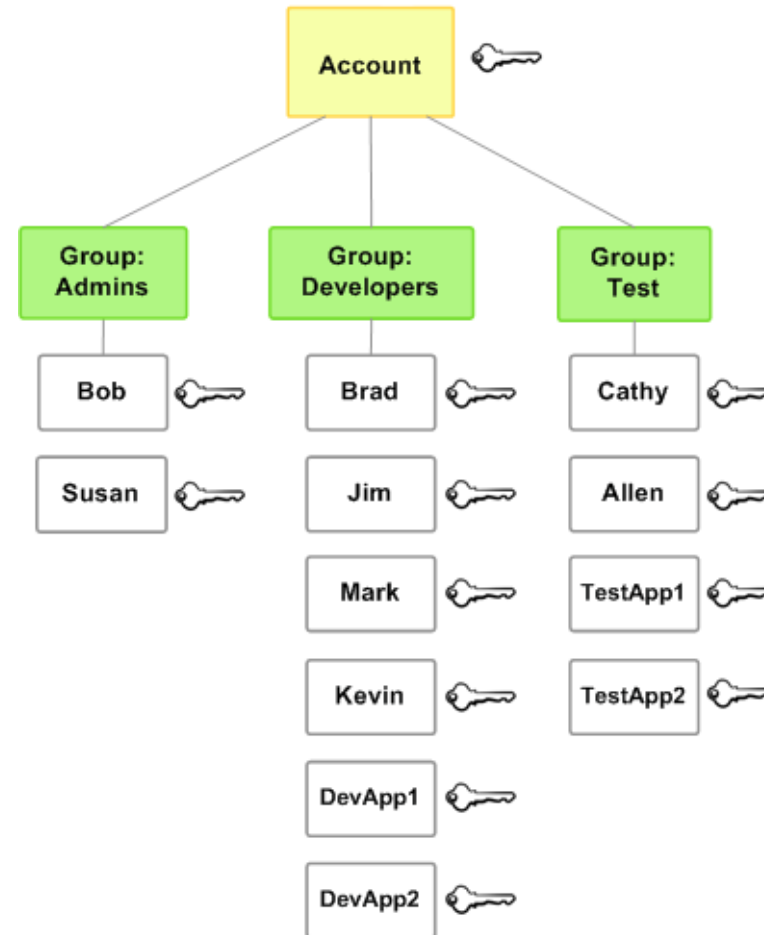 Account
Group:
Admins
Group:
Developers
Group:
Test
Bob
Brad
Cathy
Susan
Jim
Allen
Mark
TestApp1
Kevin
TestApp2
DevApp1
DevApp2